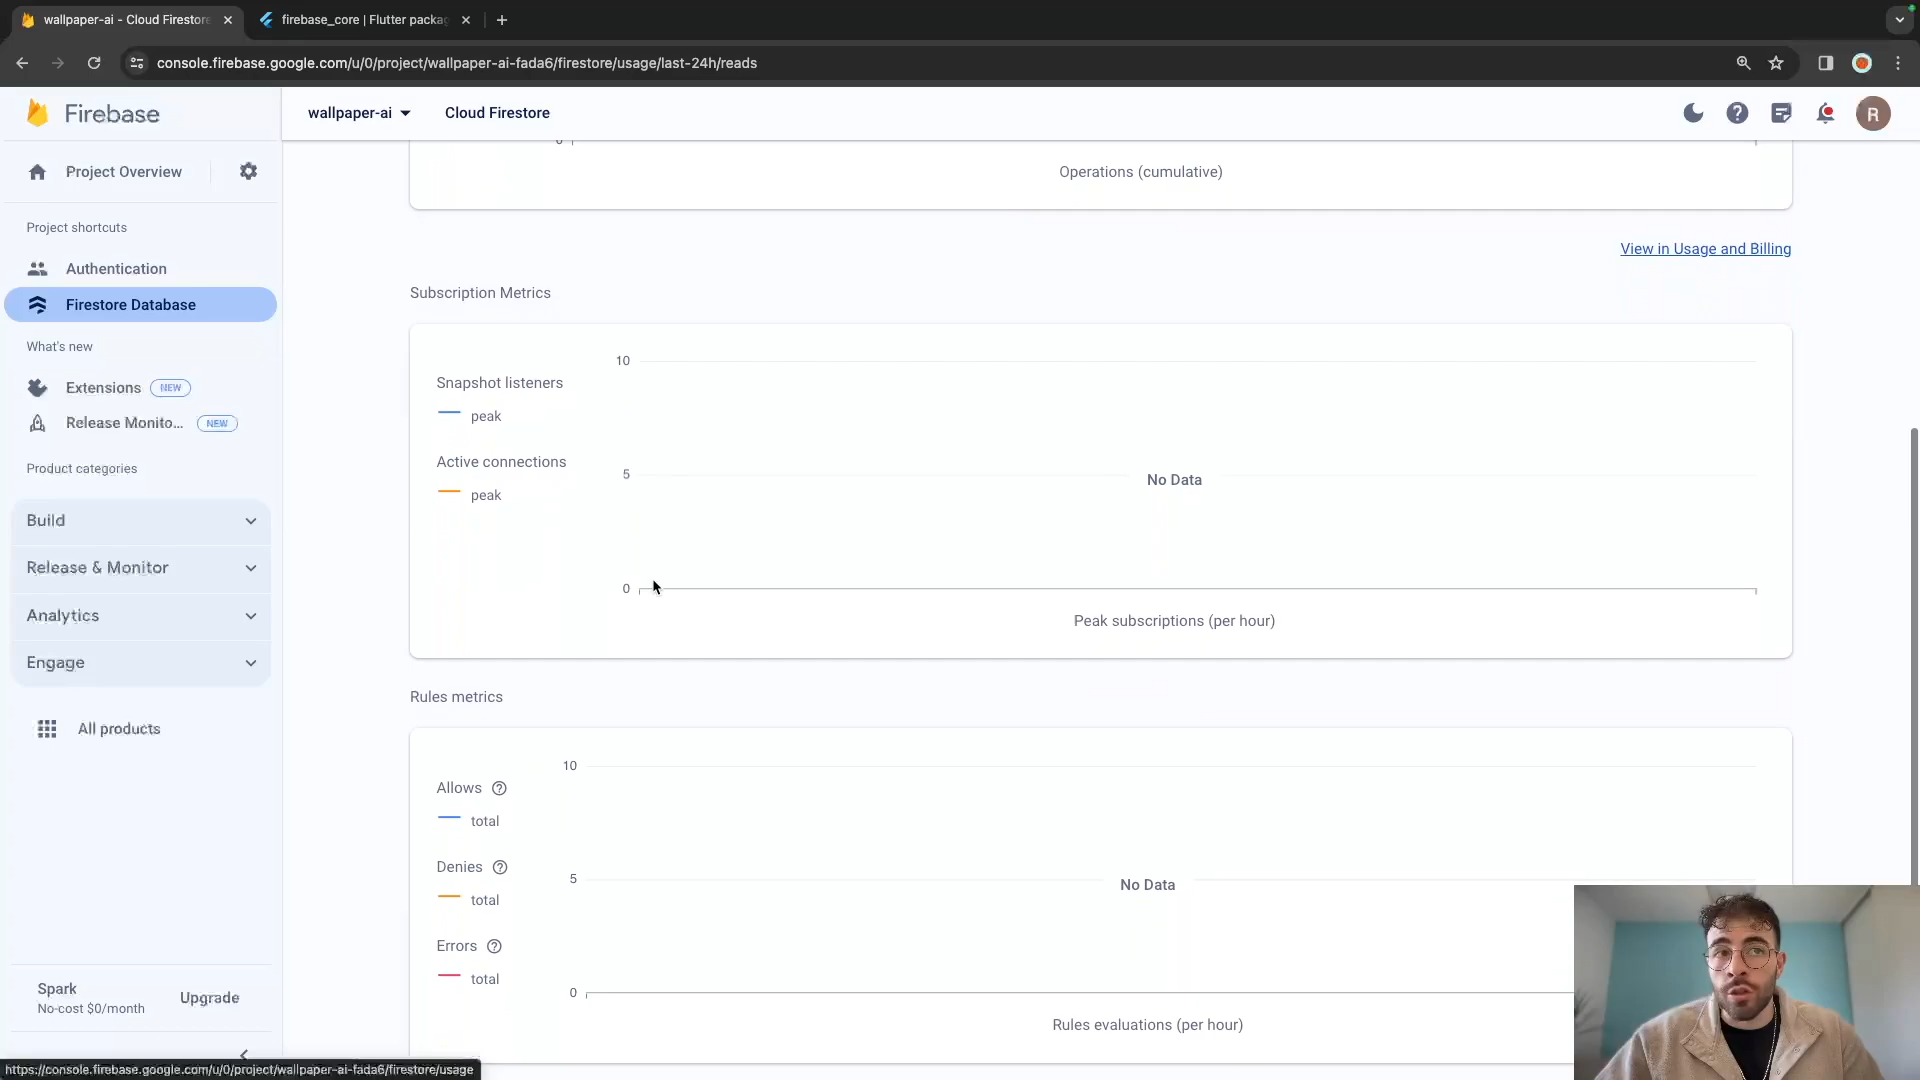 wallpaper-ai - Cloud Firestore
firebase_core | Flutter packag
console.firebase.google.com/u/0/project/wallpaper-ai-fada6/firestore/usage/last-24h/reads
Firebase
wallpaper-ai
Cloud Firestore
R
Project Overview
0
Operations (cumulative)
Project shortcuts
View in Usage and Billing
Authentication
Subscription Metrics
Firestore Database
What's new
10
Snapshot listeners
Extensions NEW
peak
Release Monito... NEW
Active connections
Product categories
5
No Data
peak
Build
Release & Monitor
0
Analytics
Peak subscriptions (per hour)
Engage
Rules metrics
All products
10
Allows
total
Denies
5
No Data
total
Errors
total
Spark
0
Upgrade
No-cost $0/month
Rules evaluations (per hour)
https://console.firebase.google.com/u/0/project/wallpaper-ai-fada6/firestore/usage